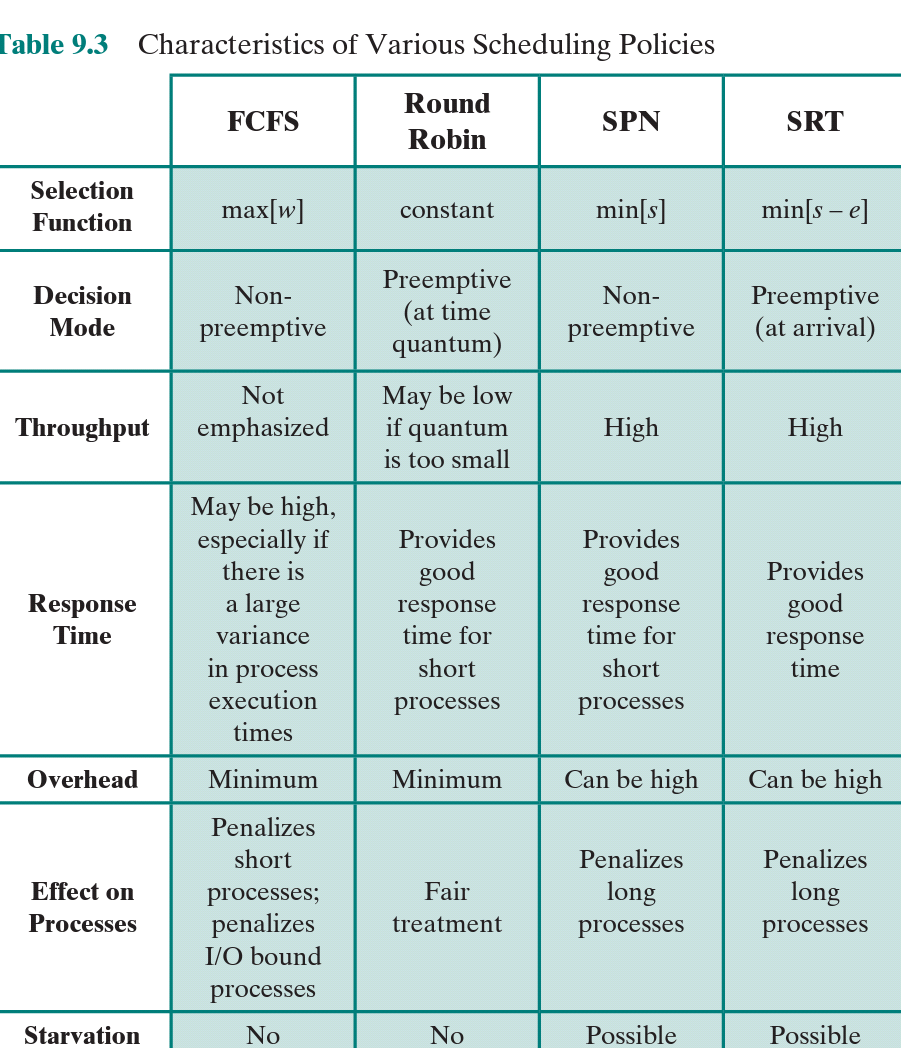 Table 9.3 Characteristics of Various Scheduling Policies
FCFS
Round
Robin
SPN
SRT
Selection
Function
max[w]
constant
min[s]
min[s – e]
Decision
Mode
Non-
preemptive
Preemptive
(at time
quantum)
Non-
preemptive
Preemptive
(at arrival)
Throughput
Not
emphasized
May be low
if quantum
is too small
High
High
Response
Time
May be high,
especially if
there is
a large
variance
in process
execution
times
Provides
good
response
time for
short
processes
Provides
good
response
time for
short
processes
Provides
good
response
time
Overhead
Minimum
Minimum
Can be high
Can be high
Effect on
Processes
Penalizes
short
processes;
penalizes
I/O bound
processes
Fair
treatment
Penalizes
long
processes
Penalizes
long
processes
Starvation
No
No
Possible
Possible